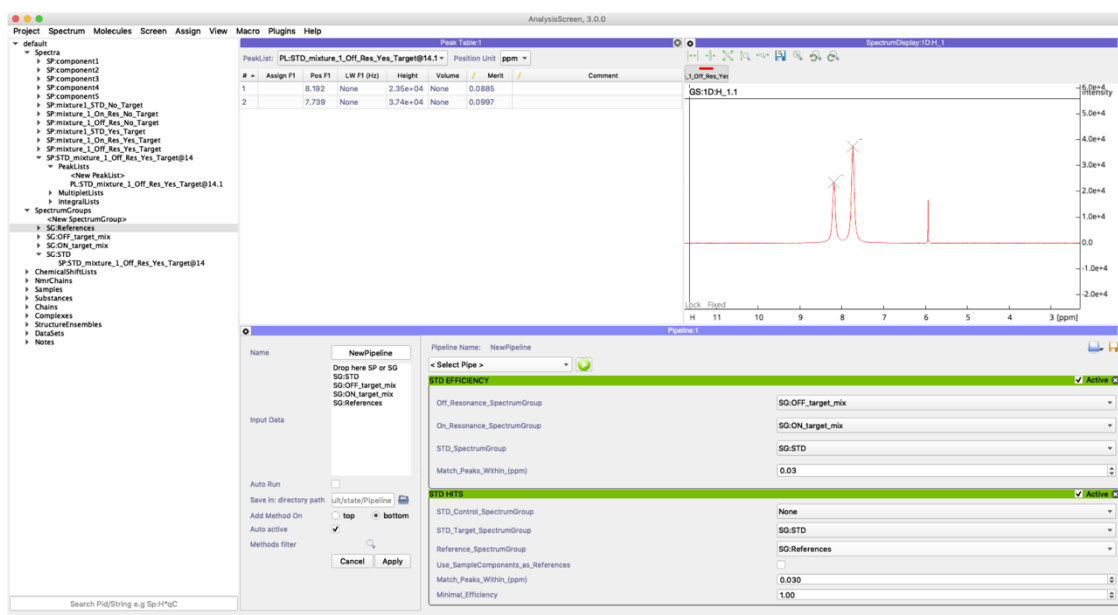 AnalysisScreen, 3.0.0
Project Spectrum Molecules Screen Assign View Macro Plugins Help
default
Spectra
SP:component1
SP:component2
SP:component3
SP:component4
SP:component5
SP:mixture1_STD_No_Target
SP:mixture_1_On_Res_No_Target
SP:mixture_1_Off_Res_No_Target
SP:mixture1_STD_Yes_Target
SP:mixture_1_On_Res_Yes_Target
SP:mixture_1_Off_Res_Yes_Target
SP:STD_mixture_1_Off_Res_Yes_Target@14
PeakLists
<New PeakList>
PL:STD_mixture_1_Off_Res_Yes_Target@14.1
MultipletLists
IntegralLists
SpectrumGroups
<New SpectrumGroup>
SG:References
SG:OFF_target_mix
SG:ON_target_mix
SG:STD
SP:STD_mixture_1_Off_Res_Yes_Target@14
ChemicalShiftLists
NmrChains
Samples
Substances
Chains
Complexes
StructureEnsembles
DataSets
Notes
Search Pid/String e.g Sp:H*qC
Peak Table:1
PeakList: PL:STD_mixture_1_Off_Res_Yes_Target@14.1 Position Unit ppm
# Assign F1 Pos F1 LW F1 (Hz) Height Volume Merit Comment
1 8.192 None 2.35e+04 None 0.0885
2 7.739 None 3.74e+04 None 0.0997
SpectrumDisplay:1D:H_1
_1_Off_Res_Yes
GS:1D:H_1.1
6.0e+4
intensity
5.0e+4
4.0e+4
3.0e+4
2.0e+4
1.0e+4
0.0
-1.0e+4
-2.0e+4
Lock Fixed
H 11 10 9 8 7 6 5 4 3 [ppm]
Pipeline:1
Name NewPipeline
Input Data
Drop here SP or SG
SG:STD
SG:OFF_target_mix
SG:ON_target_mix
SG:References
Auto Run
Save in: directory path ult/state/Pipeline
Add Method On top bottom
Auto active
Methods filter
Cancel Apply
Pipeline Name: NewPipeline
< Select Pipe >
STD EFFICIENCY Active
Off_Resonance_SpectrumGroup SG:OFF_target_mix
On_Resonance_SpectrumGroup SG:ON_target_mix
STD_SpectrumGroup SG:STD
Match_Peaks_Within_(ppm) 0.03
STD HITS Active
STD_Control_SpectrumGroup None
STD_Target_SpectrumGroup SG:STD
Reference_SpectrumGroup SG:References
Use_SampleComponents_as_References
Match_Peaks_Within_(ppm) 0.030
Minimal_Efficiency 1.00